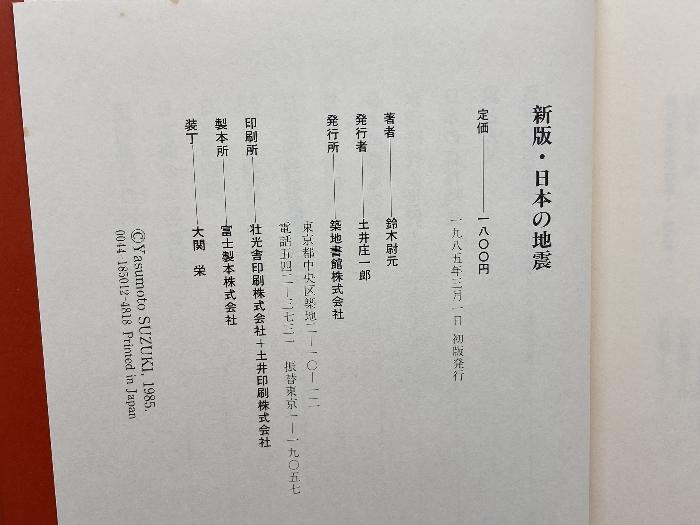 新版・日本の地震
定価――一八〇〇円
一九八五年三月一日 初版発行
著者――鈴木尉元
発行者――土井庄一郎
発行所――築地書館株式会社
東京都中央区築地二―一〇―一二
電話五四二―三七三一 振替東京一―一九〇五七
印刷所――壮光舎印刷株式会社+土井印刷株式会社
製本所――富士製本株式会社
装丁――大関 栄
©Yasumoto SUZUKI, 1985.
0044-185012-4818 Printed in Japan